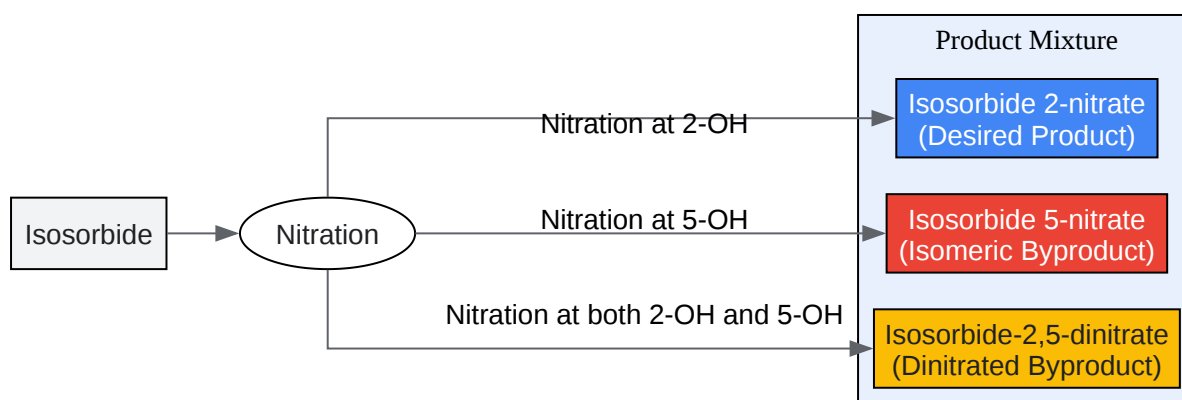 Product Mixture
Isosorbide 2-nitrate
(Desired Product)
Nitration at 2-OH
Isosorbide
Nitration
Nitration at 5-OH
Isosorbide 5-nitrate
(Isomeric Byproduct)
Nitration at both 2-OH and 5-OH
Isosorbide-2,5-dinitrate
(Dinitrated Byproduct)